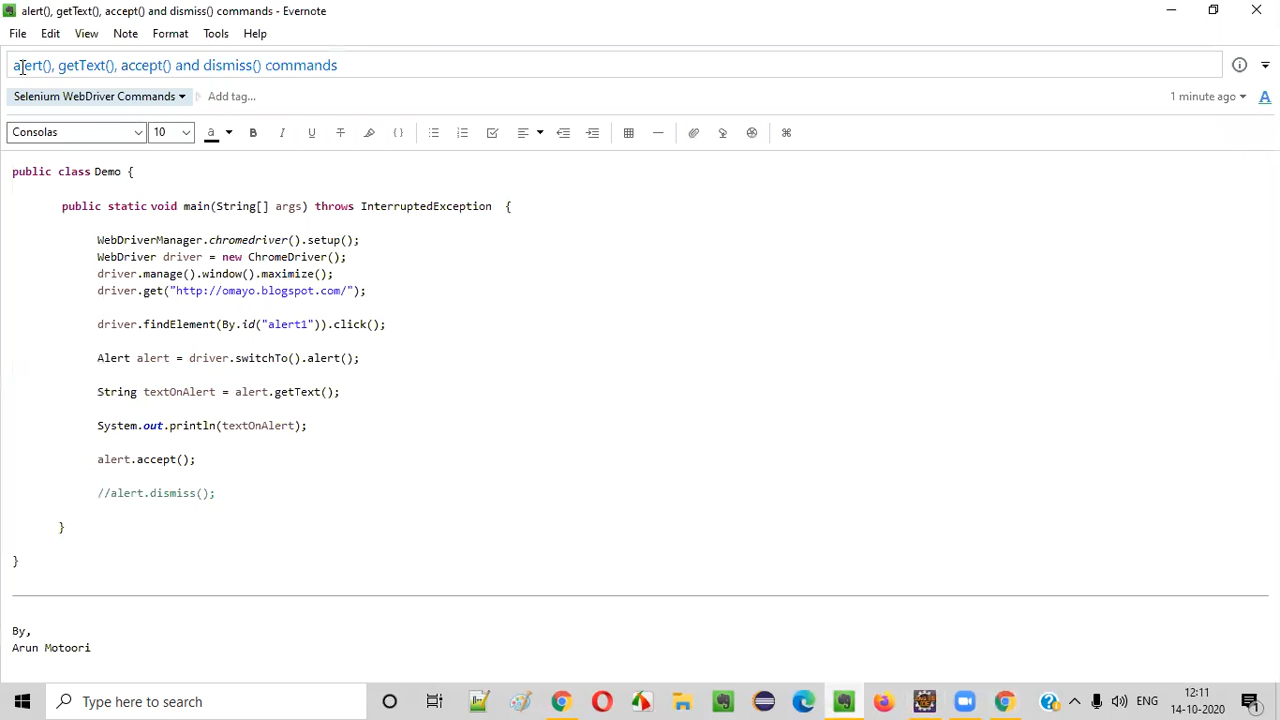 alert(), getText(), accept() and dismiss() commands - Evernote
File Edit View Note Format Tools Help
alert(), getText(), accept() and dismiss() commands
Selenium WebDriver Commands Add tag... 1 minute ago
Consolas 10
public class Demo {
public static void main(String[] args) throws InterruptedException {
WebDriverManager.chromedriver().setup();
WebDriver driver = new ChromeDriver();
driver.manage().window().maximize();
driver.get("http://omayo.blogspot.com/");
driver.findElement(By.id("alert1")).click();
Alert alert = driver.switchTo().alert();
String textOnAlert = alert.getText();
System.out.println(textOnAlert);
alert.accept();
//alert.dismiss();
}
}
By,
Arun Motoori
Type here to search
ENG
12:11
14-10-2020